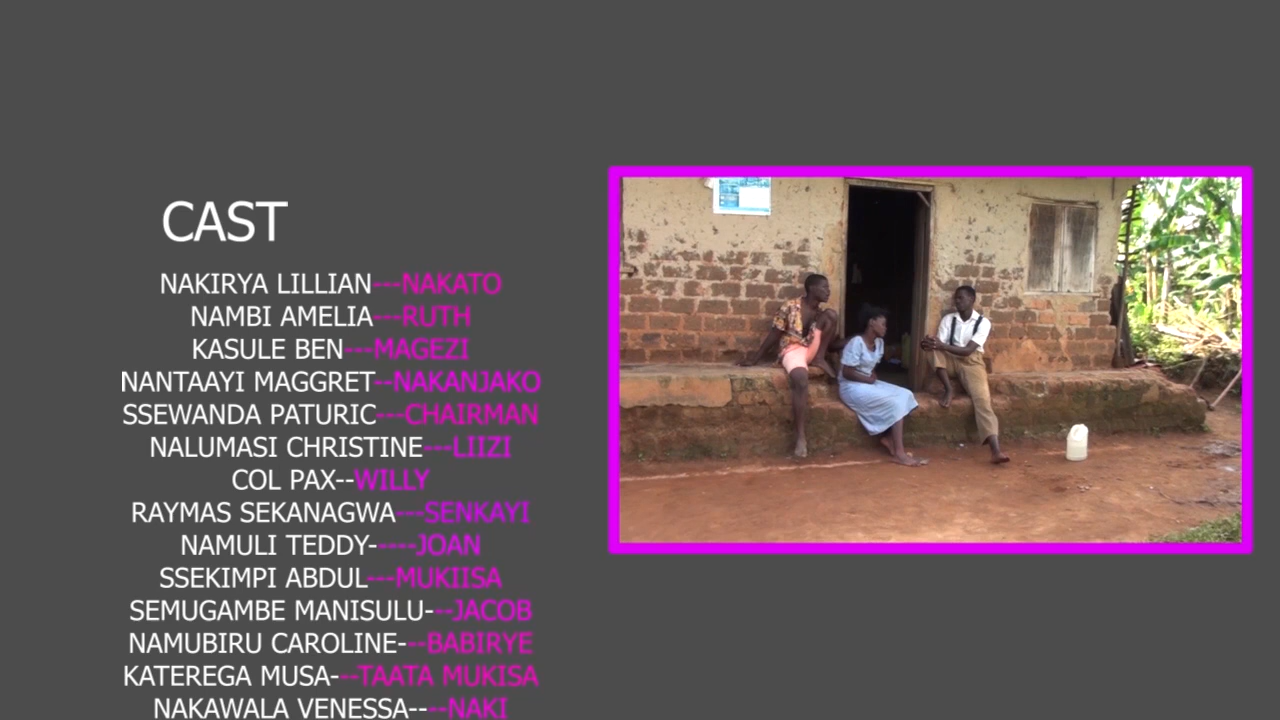 CAST
NAKIRYA LILLIAN---NAKATO
NAMBI AMELIA---RUTH
KASULE BEN---MAGEZI
NANTAAYI MAGGRET--NAKANJAKO
SSEWANDA PATURIC---CHAIRMAN
NALUMASI CHRISTINE---LIIZI
COL PAX--WILLY
RAYMAS SEKANAGWA---SENKAYI
NAMULI TEDDY-----JOAN
SSEKIMPI ABDUL---MUKIISA
SEMUGAMBE MANISULU---JACOB
NAMUBIRU CAROLINE---BABIRYE
KATEREGA MUSA---TAATA MUKISA
NAKAWALA VENESSA----NAKI